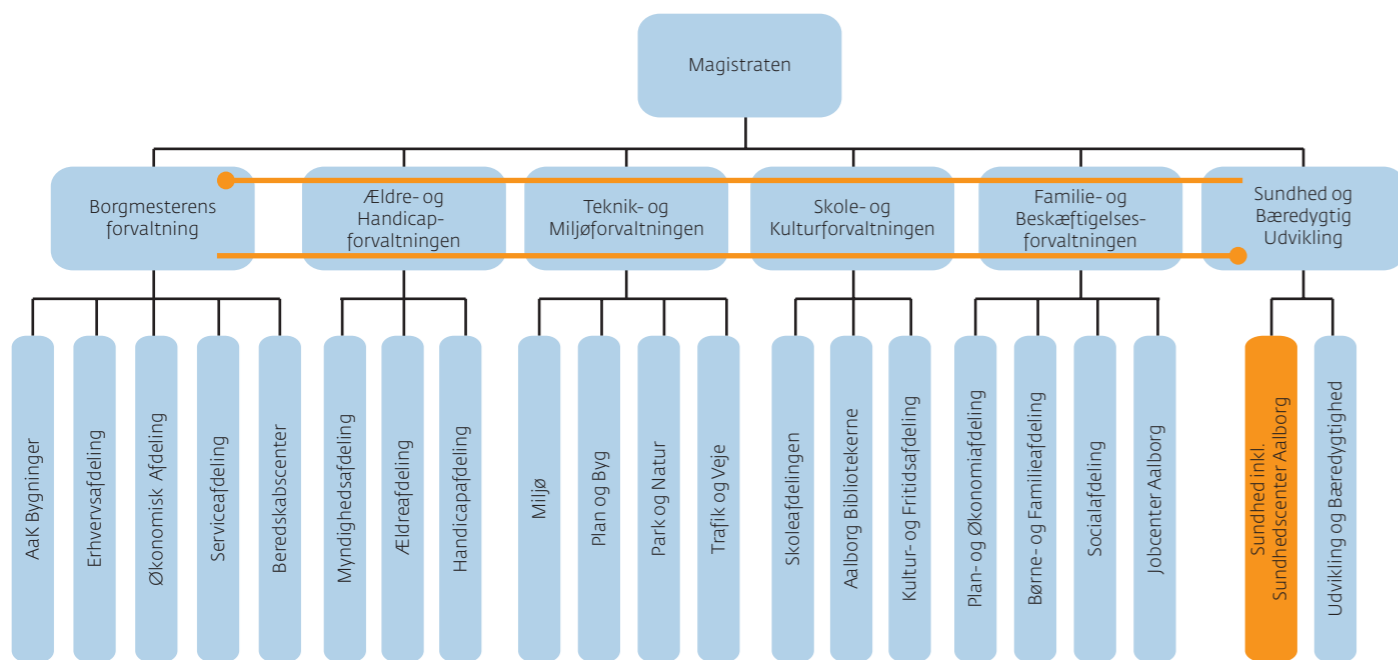 Magistraten
Borgmesterens
forvaltning
Ældre- og
Handicap-
forvaltningen
Teknik- og
Miljøforvaltningen
Skole- og
Kulturforvaltningen
Familie- og
Beskæftigelses-
forvaltningen
Sundhed og
Bæredygtig
Udvikling
AaK Bygninger
Erhvervsafdeling
Økonomisk Afdeling
Serviceafdeling
Beredskabscenter
Myndighedsafdeling
Ældreafdeling
Handicapafdeling
Miljø
Plan og Byg
Park og Natur
Trafik og Veje
Skoleafdelingen
Aalborg Bibliotekerne
Kultur- og Fritidsafdeling
Plan- og Økonomiafdeling
Børne- og Familieafdeling
Socialafdeling
Jobcenter Aalborg
Sundhed inkl.
Sundhedscenter Aalborg
Udvikling og Bæredygtighed